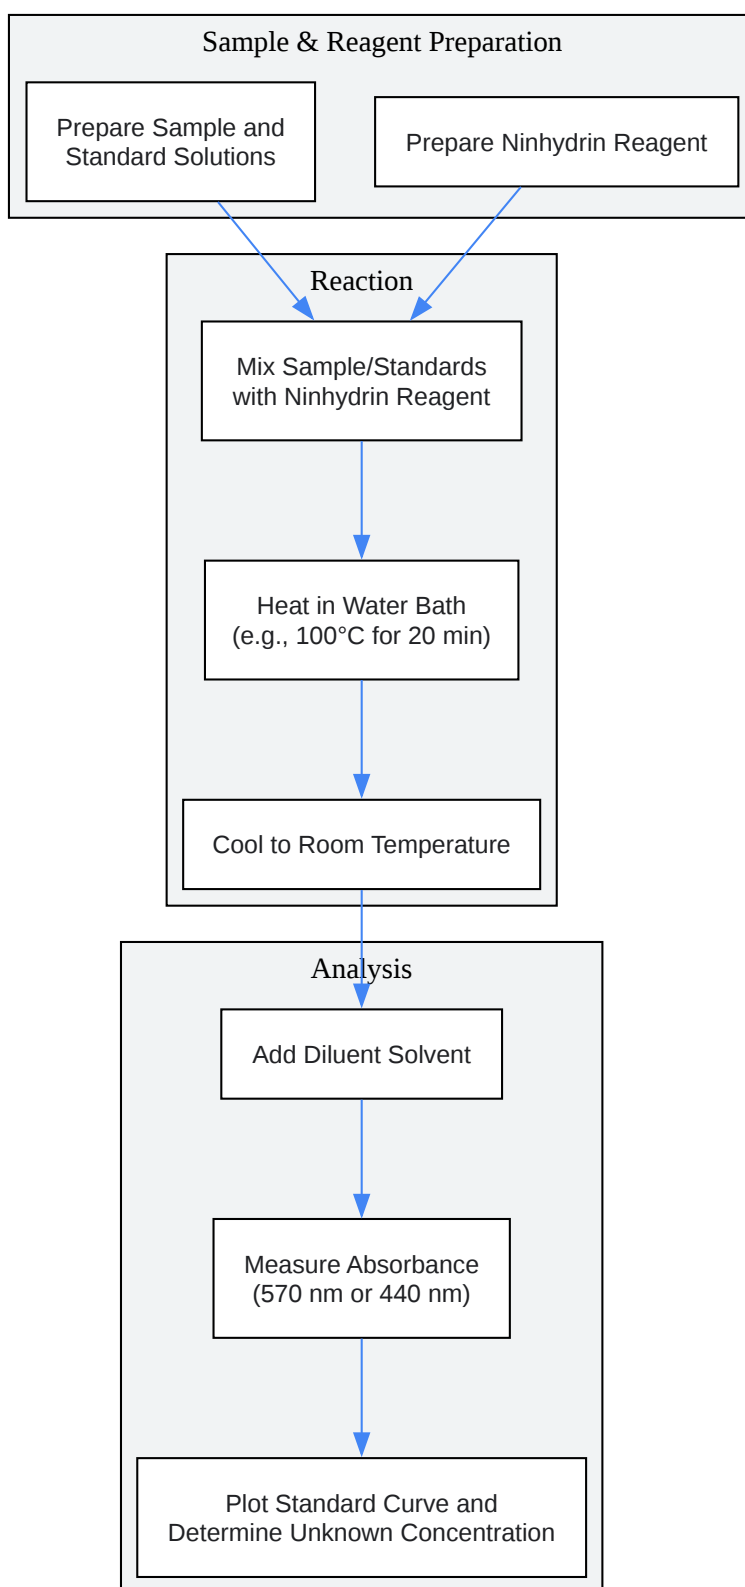 Sample & Reagent Preparation
Prepare Sample and
Standard Solutions
Prepare Ninhydrin Reagent
Reaction
Mix Sample/Standards
with Ninhydrin Reagent
Heat in Water Bath
(e.g., 100°C for 20 min)
Cool to Room Temperature
Analysis
Add Diluent Solvent
Measure Absorbance
(570 nm or 440 nm)
Plot Standard Curve and
Determine Unknown Concentration